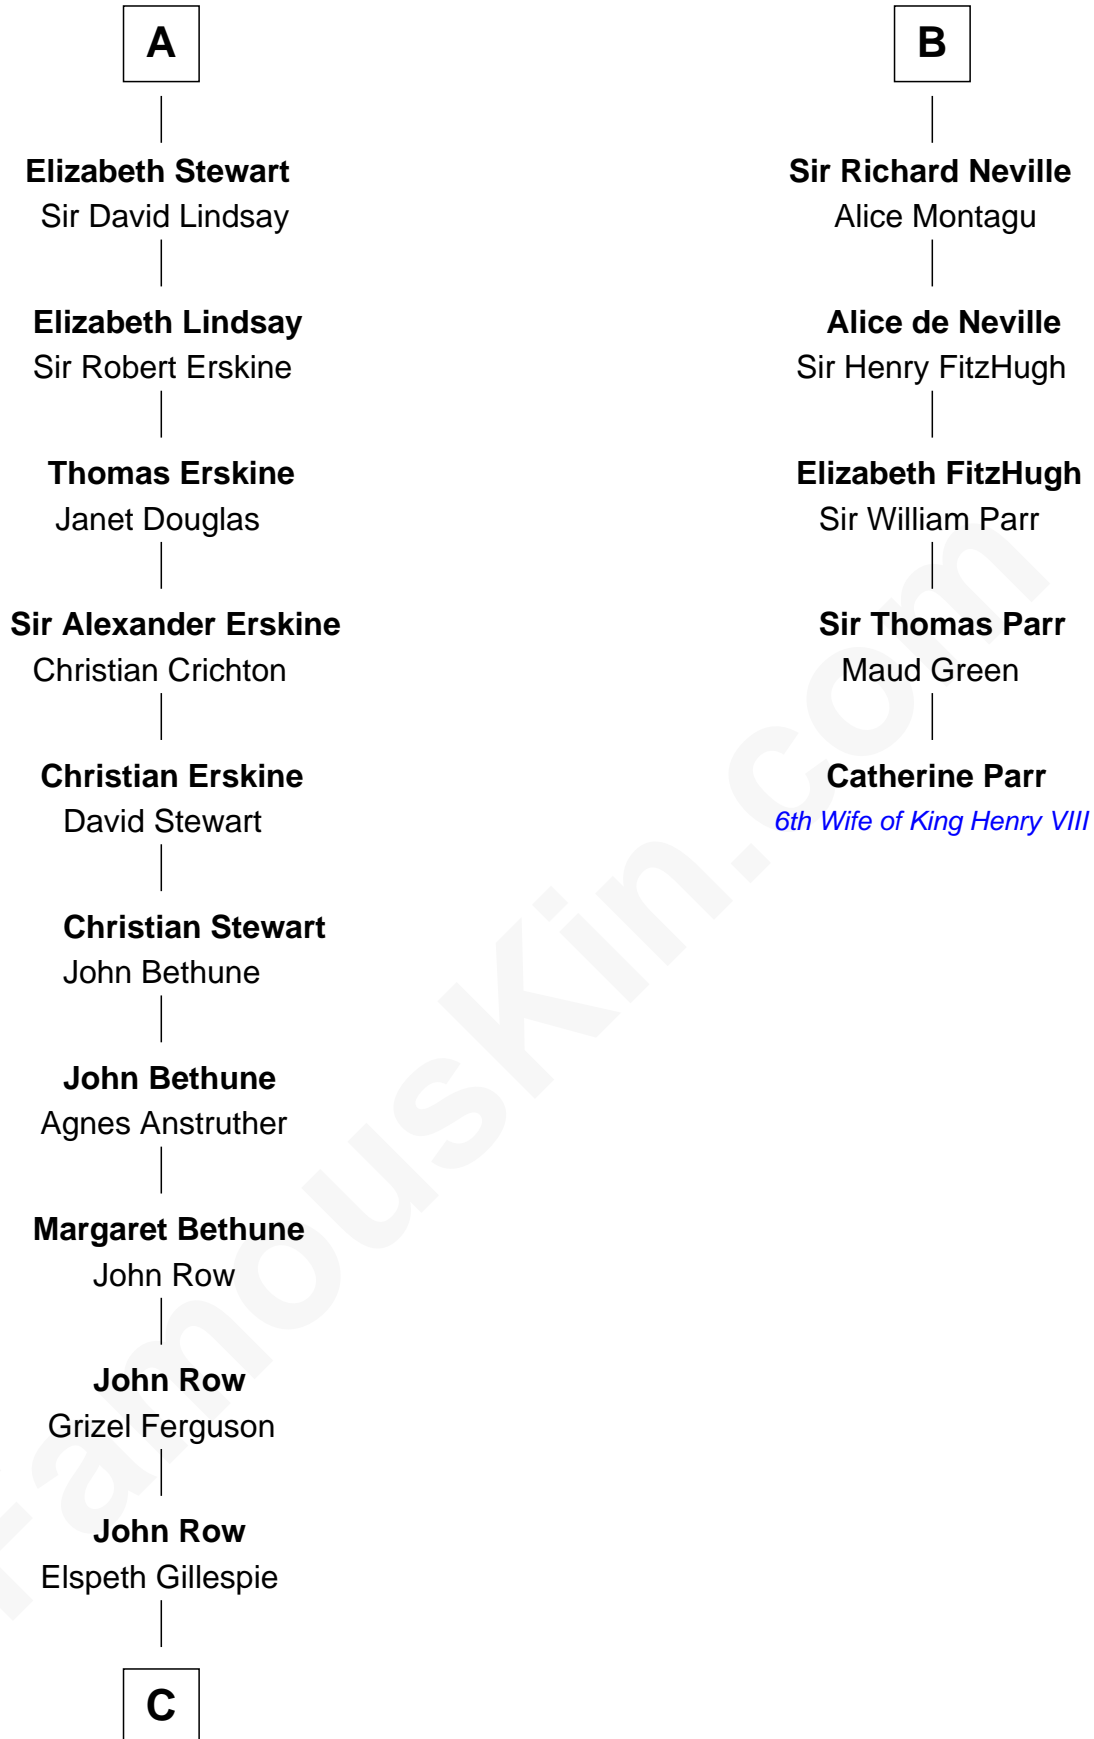 A
Elizabeth Stewart
Sir David Lindsay
Elizabeth Lindsay
Sir Robert Erskine
Thomas Erskine
Janet Douglas
Sir Alexander Erskine
Christian Crichton
Christian Erskine
David Stewart
Christian Stewart
John Bethune
John Bethune
Agnes Anstruther
Margaret Bethune
John Row
John Row
Grizel Ferguson
John Row
Elspeth Gillespie
C
B
Sir Richard Neville
Alice Montagu
Alice de Neville
Sir Henry FitzHugh
Elizabeth FitzHugh
Sir William Parr
Sir Thomas Parr
Maud Green
Catherine Parr
6th Wife of King Henry VIII
FamousKin.com